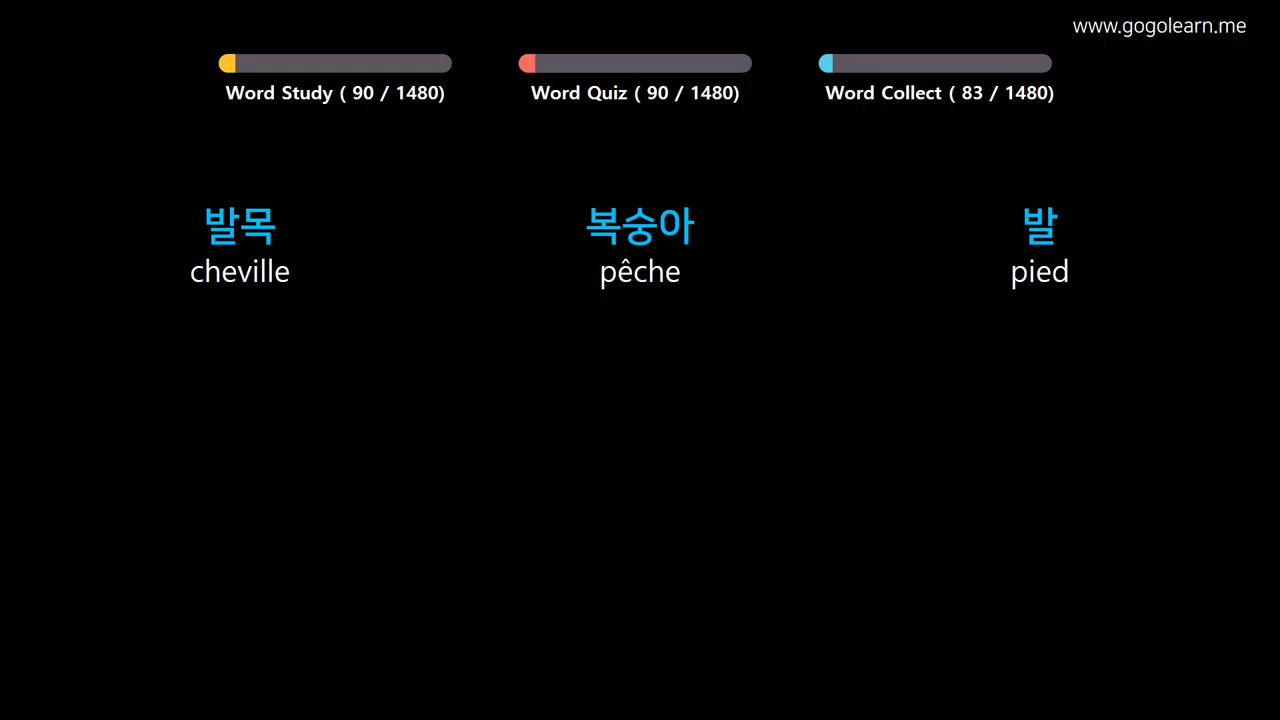 www.gogolearn.me
Word Study ( 90 / 1480)
Word Quiz ( 90 / 1480)
Word Collect ( 83 / 1480)
발목
cheville
복숭아
pêche
발
pied